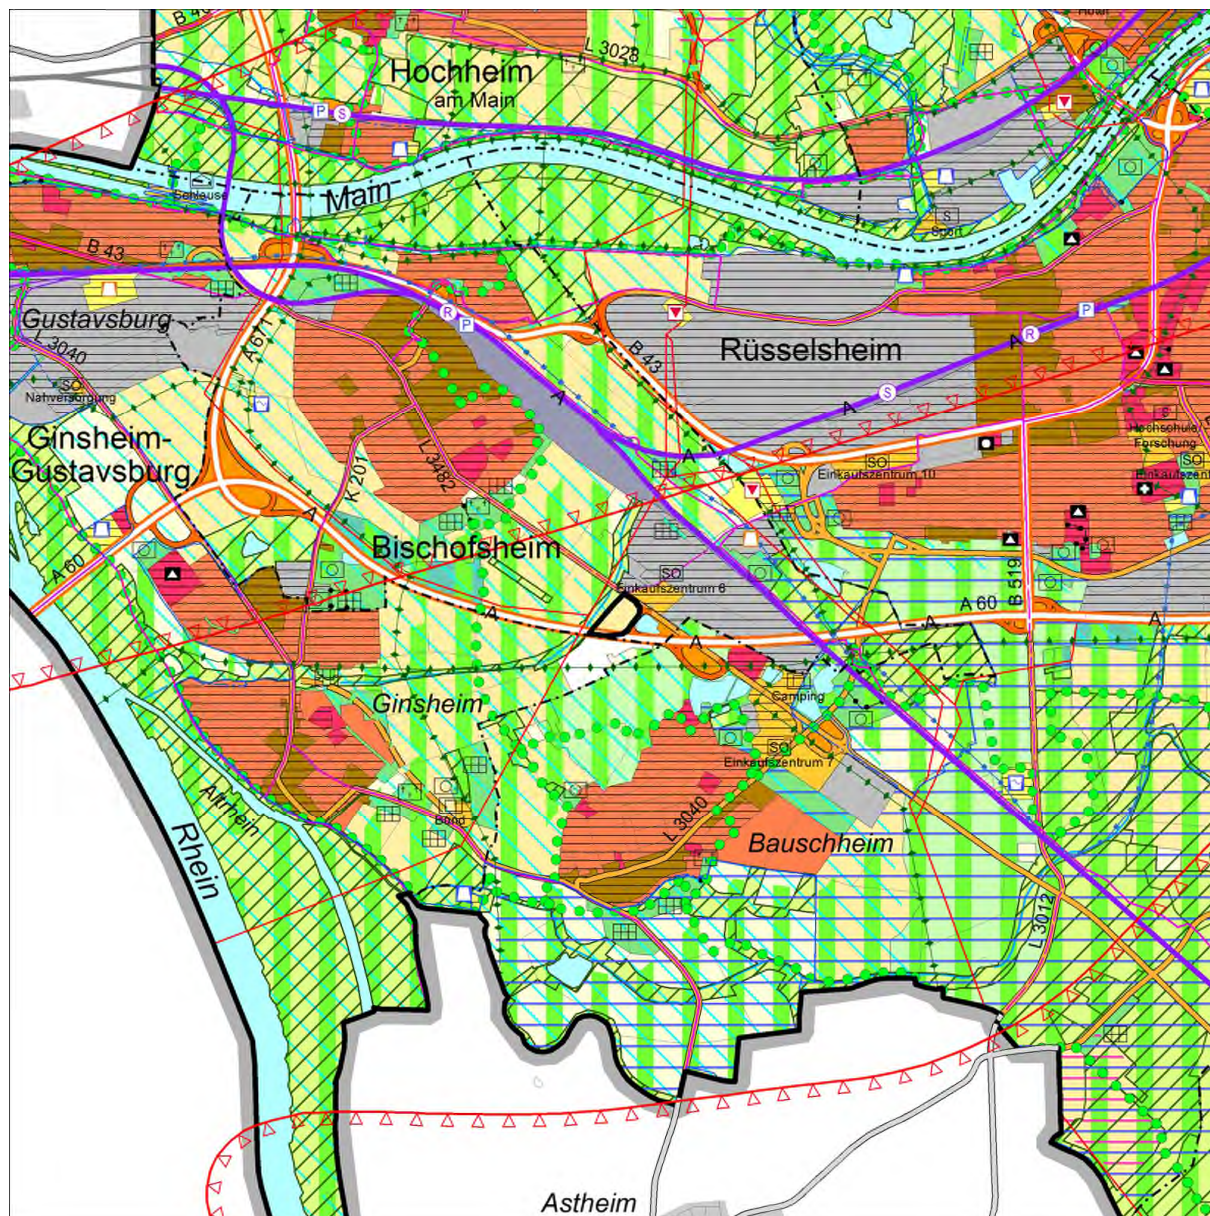 L 3028
Hochheim
am Main
P
S
Main
Schleuse
S
Sport
B 43
Gustavsburg
L 3040
A 671
R
P
B 43
Rüsselsheim
A
R
P
S
A
A
A
SO
Nahversorgung
Ginsheim-
Gustavsburg
K 201
L 3482
SO
Einkaufszentrum 10
Hochschule/
Forschung
SO
A
A 60
Bischofsheim
SO
Einkaufszentrum 6
B 519
A 60
A
A
A
A
Ginsheim
Camping
SO
Einkaufszentrum 7
Altrhein
Rhein
Bund
L 3040
Bauschheim
L 3012
Astheim